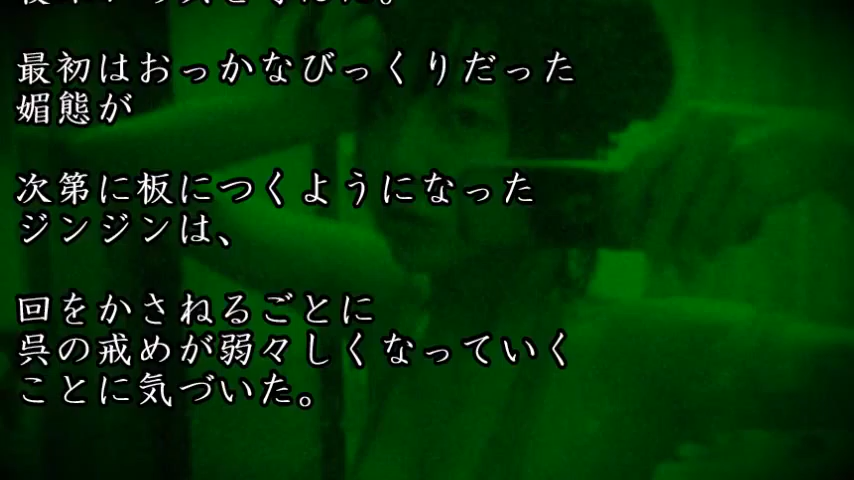 最初はおっかなびっくりだった
媚態が
次第に板につくようになった
ジンジンは、
回をかさねるごとに
呉の戒めが弱々しくなっていく
ことに気づいた。